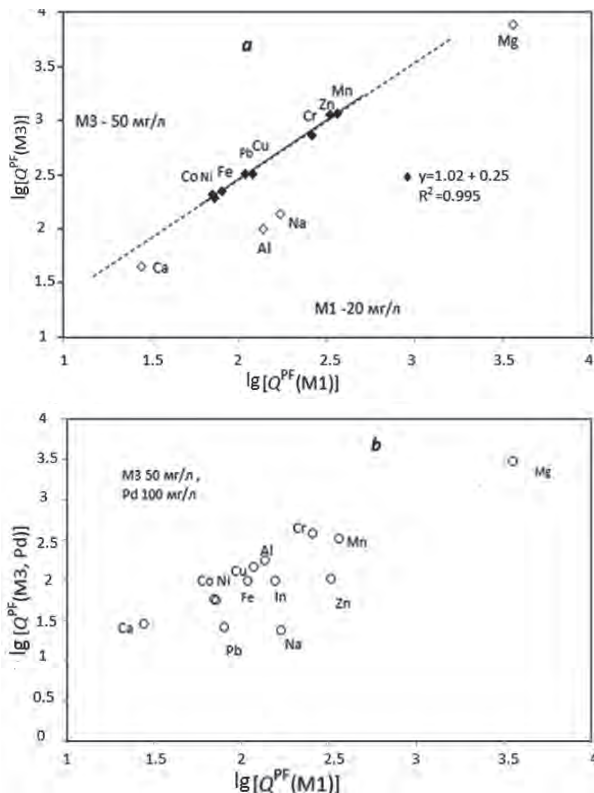 4
a
Mg
3.5
Mn
Zn
3
M3 - 50 мг/л
Cr
Cu
Pb
lg[Q^PF(M3)]
2.5
Co Ni Fe
y=1.02 + 0.25
R²=0.995
Na
2
Al
Ca
1.5
M1 -20 мг/л
1
1 1.5 2 2.5 3 3.5 4
lg[Q^PF(M1)]
4
b
3.5
M3 50 мг/л ,
Pd 100 мг/л
Mg
3
Cr
Mn
2.5
Al
Cu
lg [Q^PF(M3, Pd)]
2
Co Ni
Fe In Zn
1.5
Ca
Pb Na
1
0.5
0
1 1.5 2 2.5 3 3.5 4
lg[Q^PF(M1)]